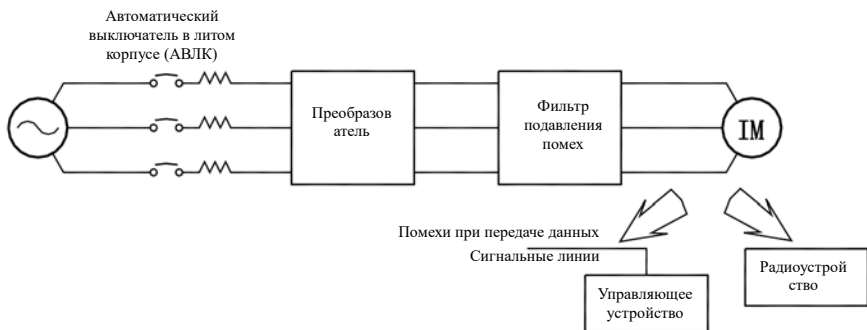 Автоматический
выключатель в литом
корпусе (АВЛК)
Преобразов
атель
Фильтр
подавления
помех
IM
Помехи при передаче данных
Сигнальные линии
Управляющее
устройство
Радиоустрой
ство